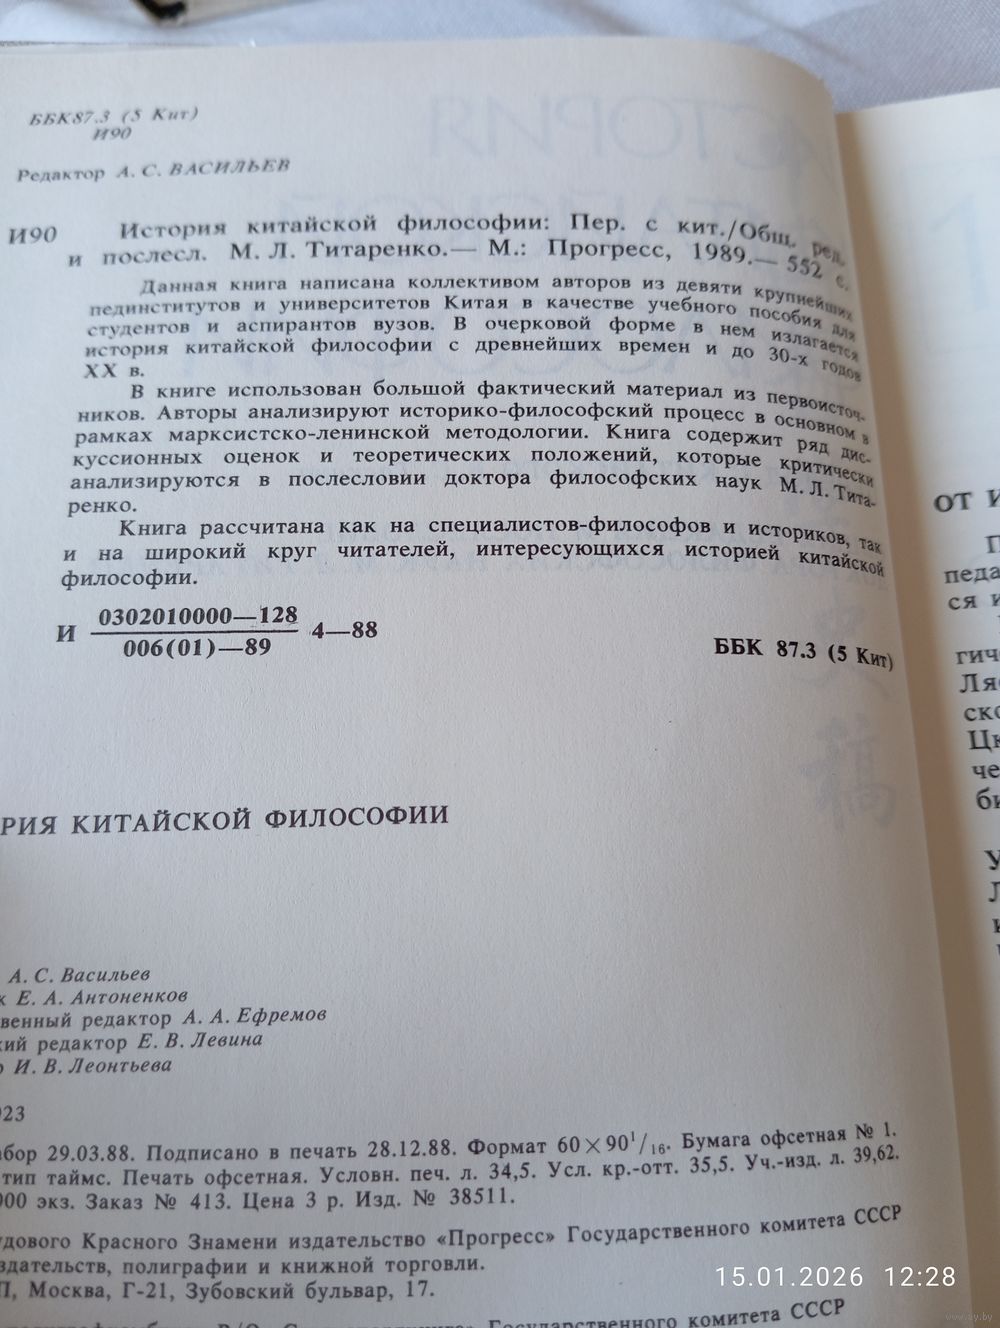 ББК87.3 (5 Кит)
И90
Редактор А. С. ВАСИЛЬЕВ
И90 История китайской философии: Пер. с кит./Общ. ред.
и послесл. М. Л. Титаренко.— М.: Прогресс, 1989.— 552 с.
Данная книга написана коллективом авторов из девяти крупнейших
пединститутов и университетов Китая в качестве учебного пособия для
студентов и аспирантов вузов. В очерковой форме в нем излагается
история китайской философии с древнейших времен и до 30-х годов
XX в.
В книге использован большой фактический материал из первоисточ-
ников. Авторы анализируют историко-философский процесс в основном в
рамках марксистско-ленинской методологии. Книга содержит ряд дис-
куссионных оценок и теоретических положений, которые критически
анализируются в послесловии доктора философских наук М. Л. Тита-
ренко.
Книга рассчитана как на специалистов-философов и историков, так
и на широкий круг читателей, интересующихся историей китайской
философии.
И 0302010000—128
006(01)—89 4—88
ББК 87.3 (5 Кит)
РИЯ КИТАЙСКОЙ ФИЛОСОФИИ
А. С. Васильев
к Е. А. Антоненков
венный редактор А. А. Ефремов
кий редактор Е. В. Левина
р И. В. Леонтьева
923
абор 29.03.88. Подписано в печать 28.12.88. Формат 60×90¹/₁₆. Бумага офсетная № 1.
тип таймс. Печать офсетная. Условн. печ. л. 34,5. Усл. кр.-отт. 35,5. Уч.-изд. л. 39,62.
000 экз. Заказ № 413. Цена 3 р. Изд. № 38511.
удового Красного Знамени издательство «Прогресс» Государственного комитета СССР
здательств, полиграфии и книжной торговли.
П, Москва, Г-21, Зубовский бульвар, 17.
Государственного комитета СССР
ОТ И
П
педа
ся и
гич
Ля
ско
Цк
че
би
У
Л
15.01.2026 12:28
www.ay.by